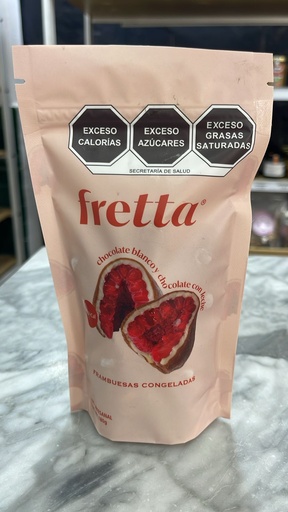 EXCESO
CALORÍAS
EXCESO
AZÚCARES
EXCESO
GRASAS
SATURADAS
SECRETARÍA DE SALUD
fretta®
chocolate blanco y chocolate con leche
FRAMBUESAS CONGELADAS